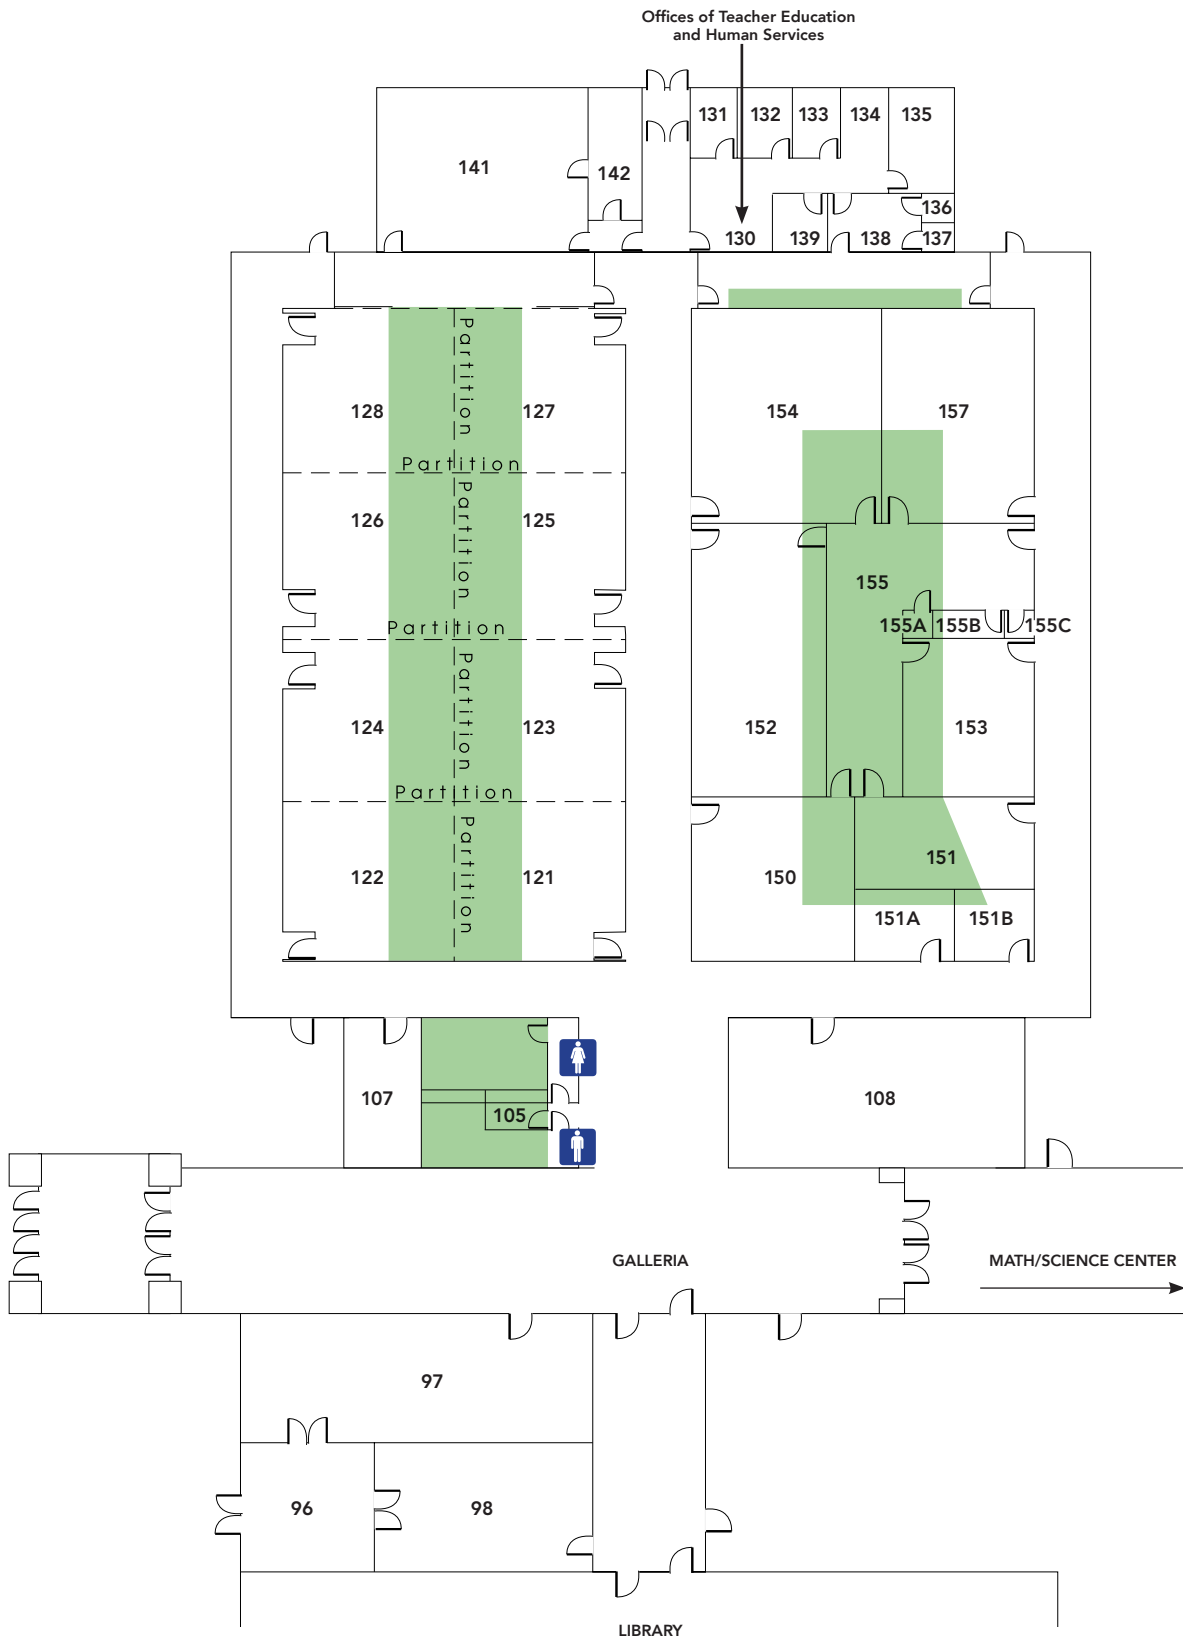 Offices of Teacher Education
and Human Services
131
132
133
134
135
141
142
136
130
139
138
137
Partition
128
127
154
157
Partition
Partition
126
125
155
155A
155B
155C
Partition
Partition
124
123
152
153
Partition
Partition
122
121
150
151
151A
151B
107
105
108
GALLERIA
MATH/SCIENCE CENTER
97
96
98
LIBRARY